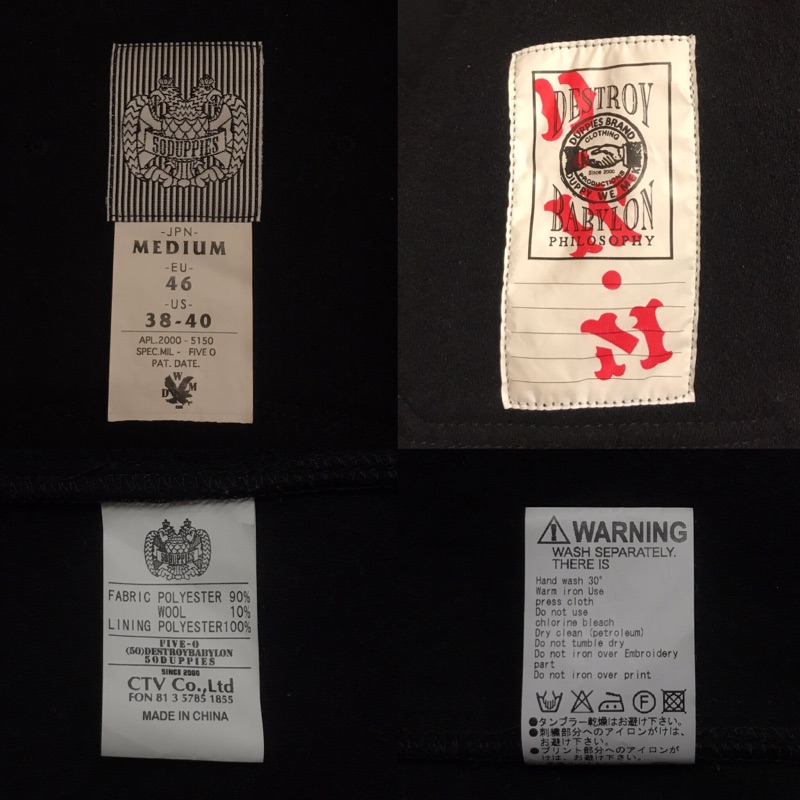 50DUPPIES
-JPN-
MEDIUM
-EU-
46
-US-
38-40
APL.2000 - 5150
SPEC.MIL - FIVE O
PAT. DATE.
W
D M
DESTROY
DUPPIES BRAND
CLOTHING
Since 2000
PRODUCTIONS
DUPPY WE MEK
BABYLON
PHILOSOPHY
M
50DUPPIES
FABRIC POLYESTER 90%
WOOL 10%
LINING POLYESTER100%
FIVE-O
(50)DESTROYBABYLON
50DUPPIES
SINCE 2000
CTV Co.,Ltd
FON 81 3 5785 1855
MADE IN CHINA
WARNING
WASH SEPARATELY.
THERE IS
Hand wash 30°
Warm iron Use
press cloth
Do not use
chlorine bleach
Dry clean (petroleum)
Do not tumble dry
Do not iron over Embroidery
part
Do not iron over print
F
●タンブラー乾燥はお避け下さい。
●刺繍部分へのアイロンがけは、
お避け下さい。
●プリント部分へのアイロンが
けは、お避け下さい。